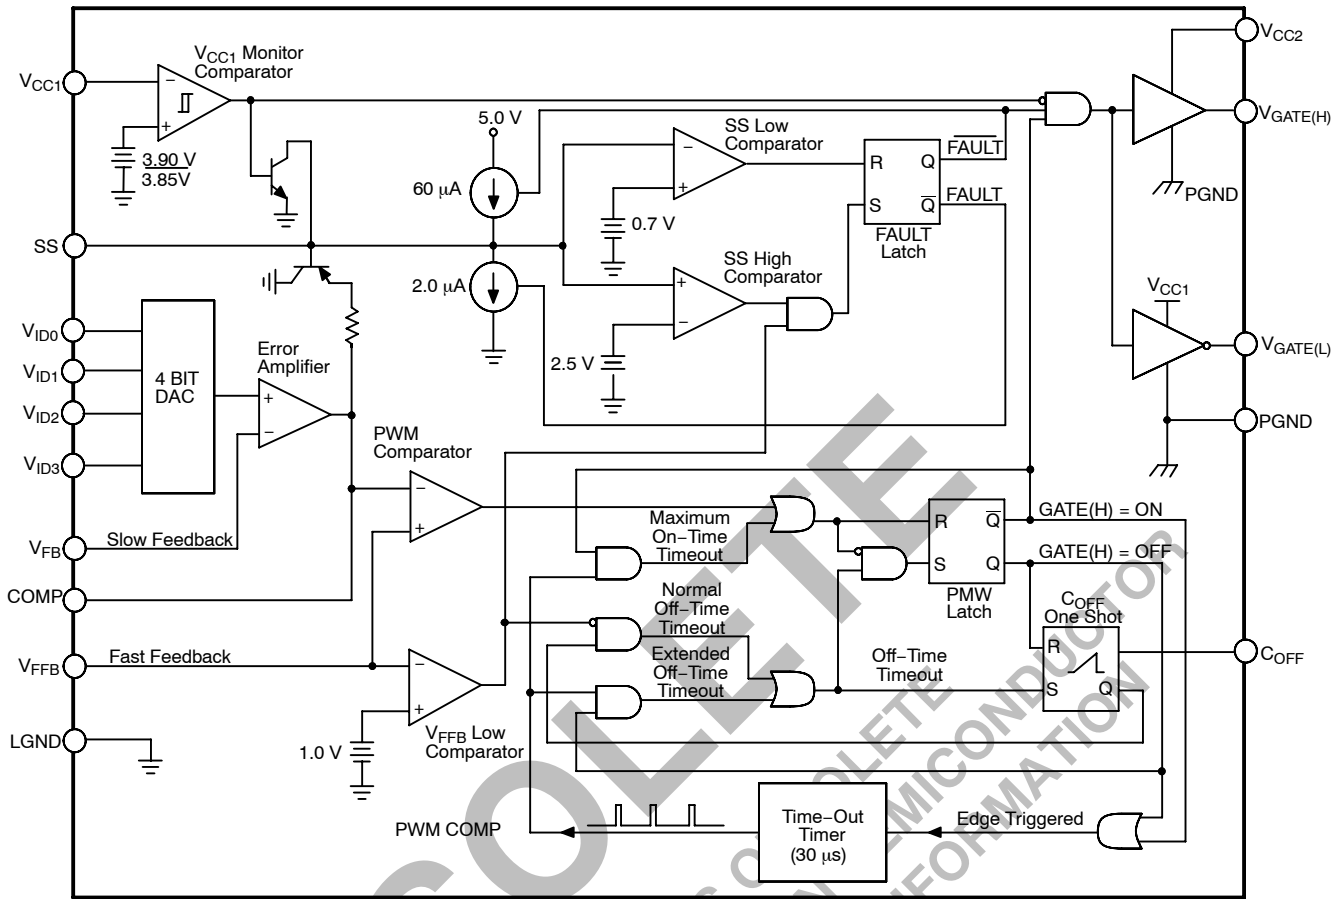 VCC2
VCC1 Monitor
Comparator
VCC1
−
+
3.90 V
3.85V
5.0 V
60 μA
SS Low
Comparator
−
+
0.7 V
R
Q
FAULT
S
Q
FAULT
FAULT
Latch
VGATE(H)
PGND
SS
2.0 μA
SS High
Comparator
+
−
2.5 V
VCC1
VGATE(L)
PGND
VID0
VID1
VID2
VID3
4 BIT
DAC
Error
Amplifier
+
−
PWM
Comparator
−
+
VFB
Slow Feedback
COMP
VFFB
Fast Feedback
LGND
Maximum
On−Time
Timeout
Normal
Off−Time
Timeout
Extended
Off−Time
Timeout
R
Q
GATE(H) = ON
S
Q
GATE(H) = OFF
PMW
Latch
COFF
One Shot
R
S
Q
COFF
Off−Time
Timeout
−
+
VFFB Low
Comparator
1.0 V
PWM COMP
Time−Out
Timer
(30 μs)
Edge Triggered
COLETE
OLETE
MICONDUCTOR
FORMATION